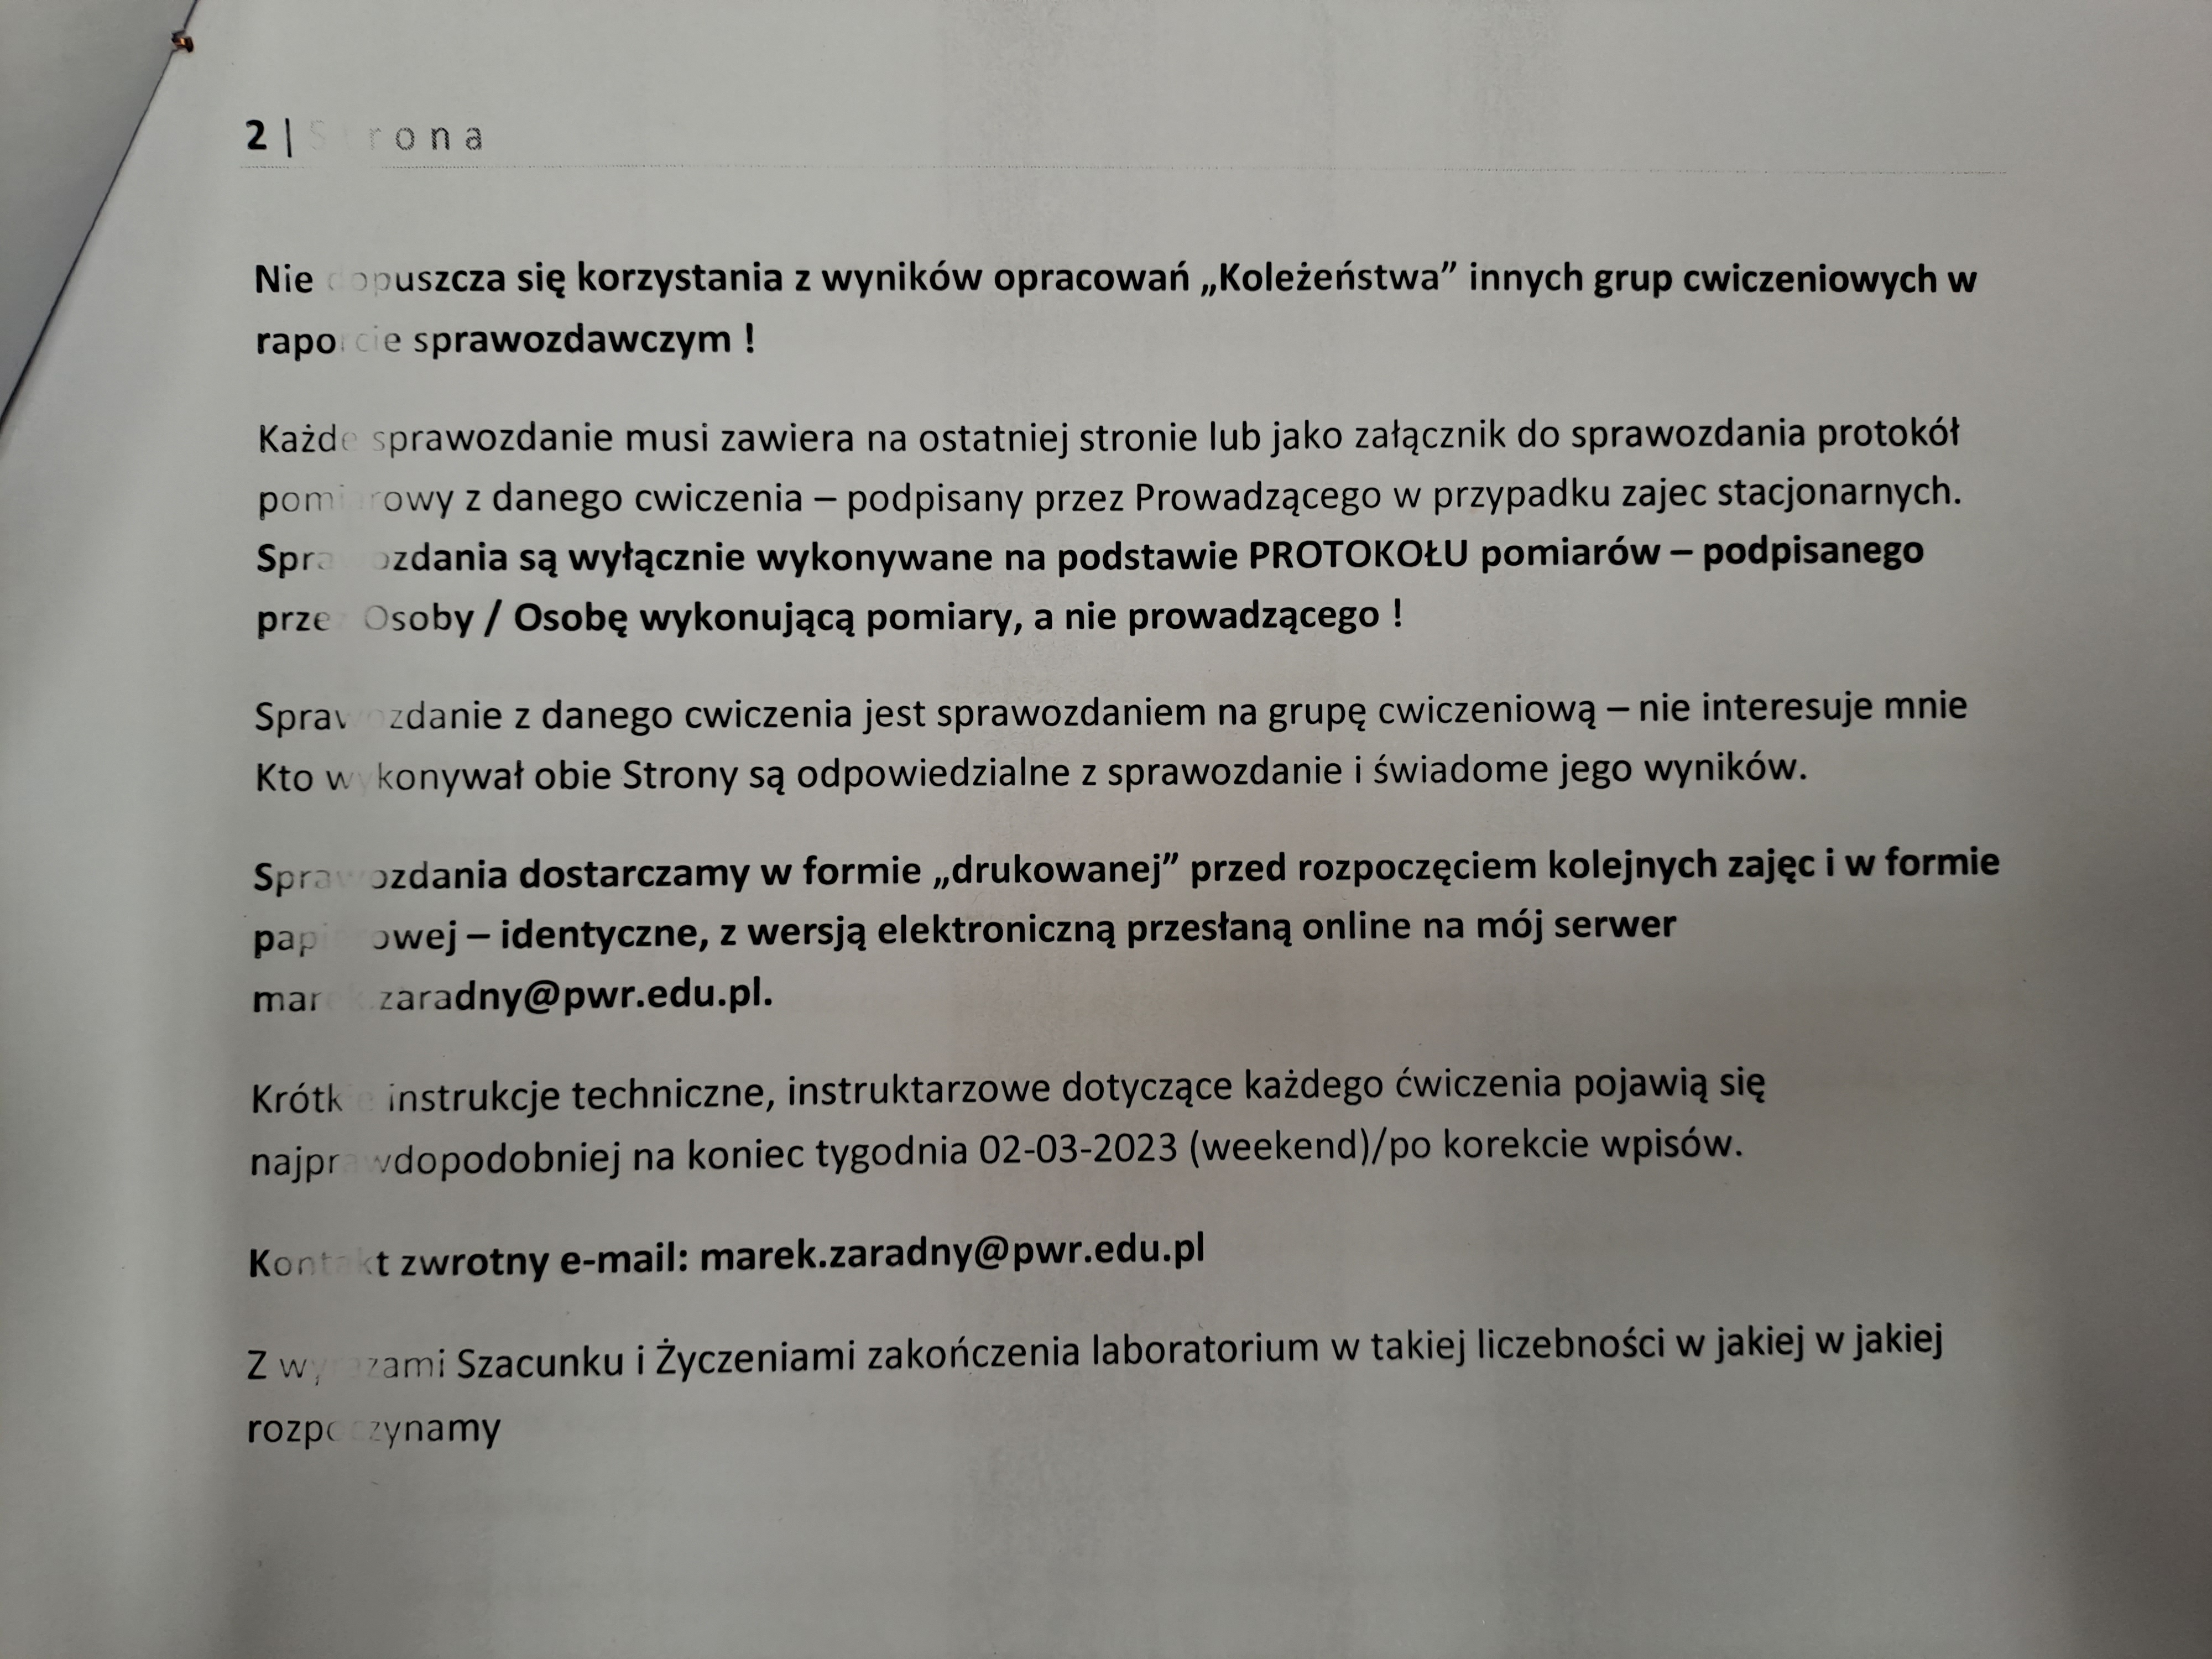 2 | S t r o n a
Nie dopuszcza się korzystania z wyników opracowań „Koleżeństwa” innych grup cwiczeniowych w
raporcie sprawozdawczym !
Każde sprawozdanie musi zawiera na ostatniej stronie lub jako załącznik do sprawozdania protokół
pomiarowy z danego cwiczenia – podpisany przez Prowadzącego w przypadku zajec stacjonarnych.
Sprawozdania są wyłącznie wykonywane na podstawie PROTOKOŁU pomiarów – podpisanego
przez Osoby / Osobę wykonującą pomiary, a nie prowadzącego !
Sprawozdanie z danego cwiczenia jest sprawozdaniem na grupę cwiczeniową – nie interesuje mnie
Kto wykonywał obie Strony są odpowiedzialne z sprawozdanie i świadome jego wyników.
Sprawozdania dostarczamy w formie „drukowanej” przed rozpoczęciem kolejnych zajęc i w formie
papierowej – identyczne, z wersją elektroniczną przesłaną online na mój serwer
marek.zaradny@pwr.edu.pl.
Krótkie instrukcje techniczne, instruktarzowe dotyczące każdego ćwiczenia pojawią się
najprawdopodobniej na koniec tygodnia 02-03-2023 (weekend)/po korekcie wpisów.
Kontakt zwrotny e-mail: marek.zaradny@pwr.edu.pl
Z wyrazami Szacunku i Życzeniami zakończenia laboratorium w takiej liczebności w jakiej w jakiej
rozpoczynamy